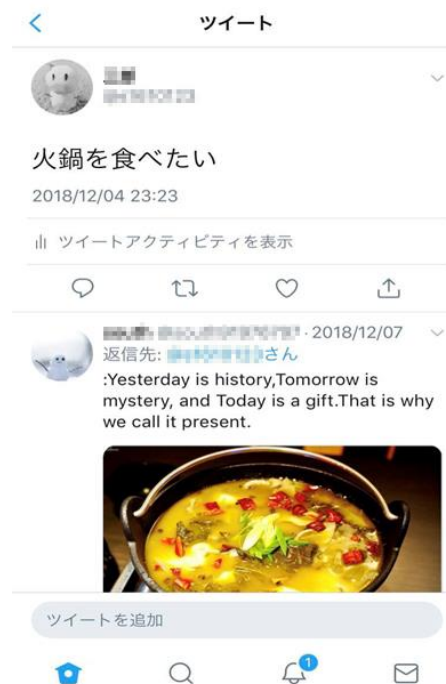 ツイート
火鍋を食べたい
2018/12/04 23:23
ツイートアクティビティを表示
· 2018/12/07
返信先: さん
:Yesterday is history,Tomorrow is
mystery, and Today is a gift.That is why
we call it present.
ツイートを追加
1